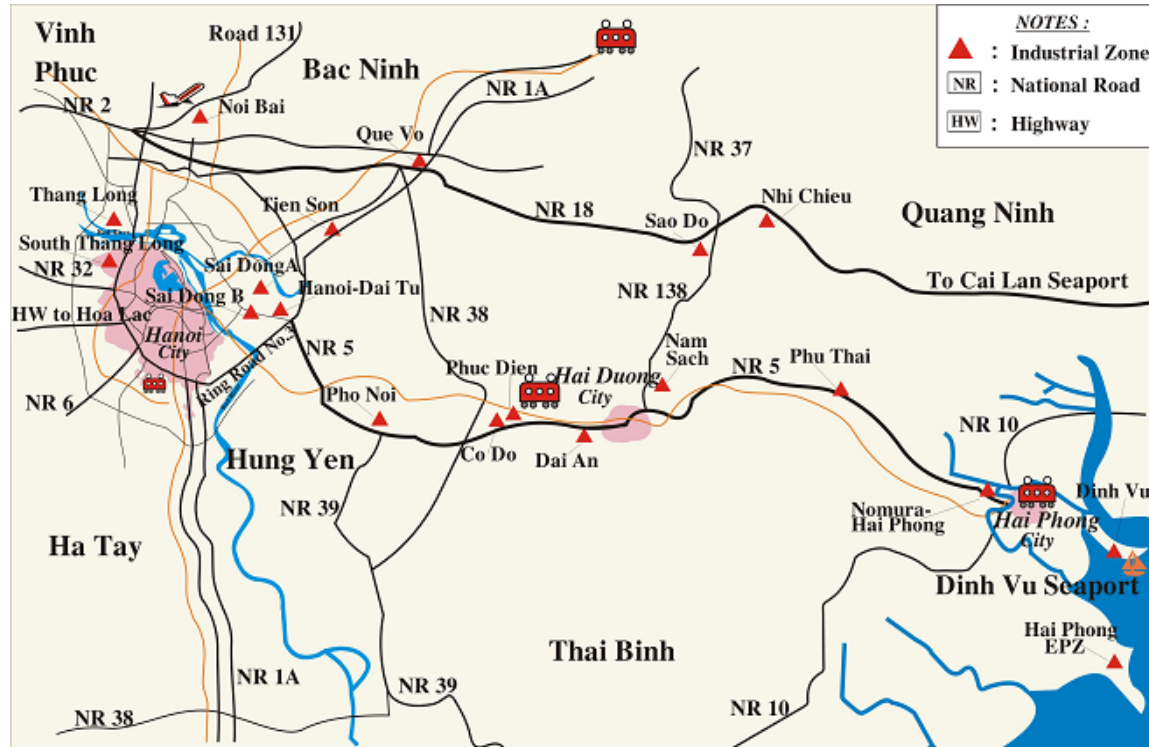 NOTES :
: Industrial Zone
NR : National Road
HW : Highway
Vinh
Phuc
Road 131
Bac Ninh
NR 1A
NR 2
Noi Bai
Que Vo
NR 37
Thang Long
Tien Son
NR 18
Sao Do
Nhi Chieu
Quang Ninh
South Thang Long
NR 32
Sai DongA
Sai Dong B
Hanoi-Dai Tu
NR 138
To Cai Lan Seaport
HW to Hoa Lac
Hanoi
City
Ring Road No.3
NR 5
NR 38
Nam
Sach
Phuc Dien
Hai Duong
City
NR 5
Phu Thai
NR 6
Pho Noi
Co Do
Dai An
NR 10
Hung Yen
NR 39
Nomura-
Hai Phong
Hai Phong
City
Dinh Vu
Ha Tay
Dinh Vu Seaport
Thai Binh
Hai Phong
EPZ
NR 1A
NR 39
NR 38
NR 10